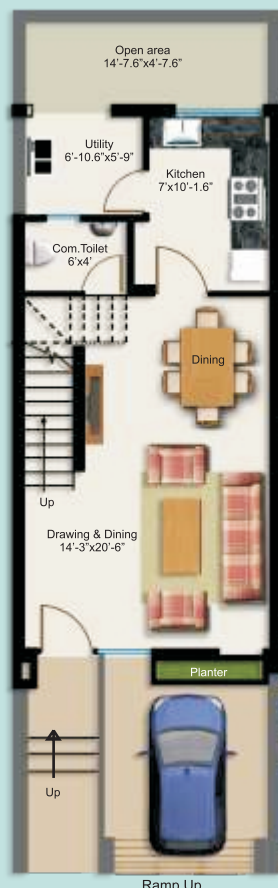 Open area
14'-7.6"x4'-7.6"
Utility
6'-10.6"x5'-9"
Kitchen
7'x10'-1.6"
Com.Toilet
6'x4'
Dining
Up
Drawing & Dining
14'-3"x20'-6"
Planter
Up
Ramp Up